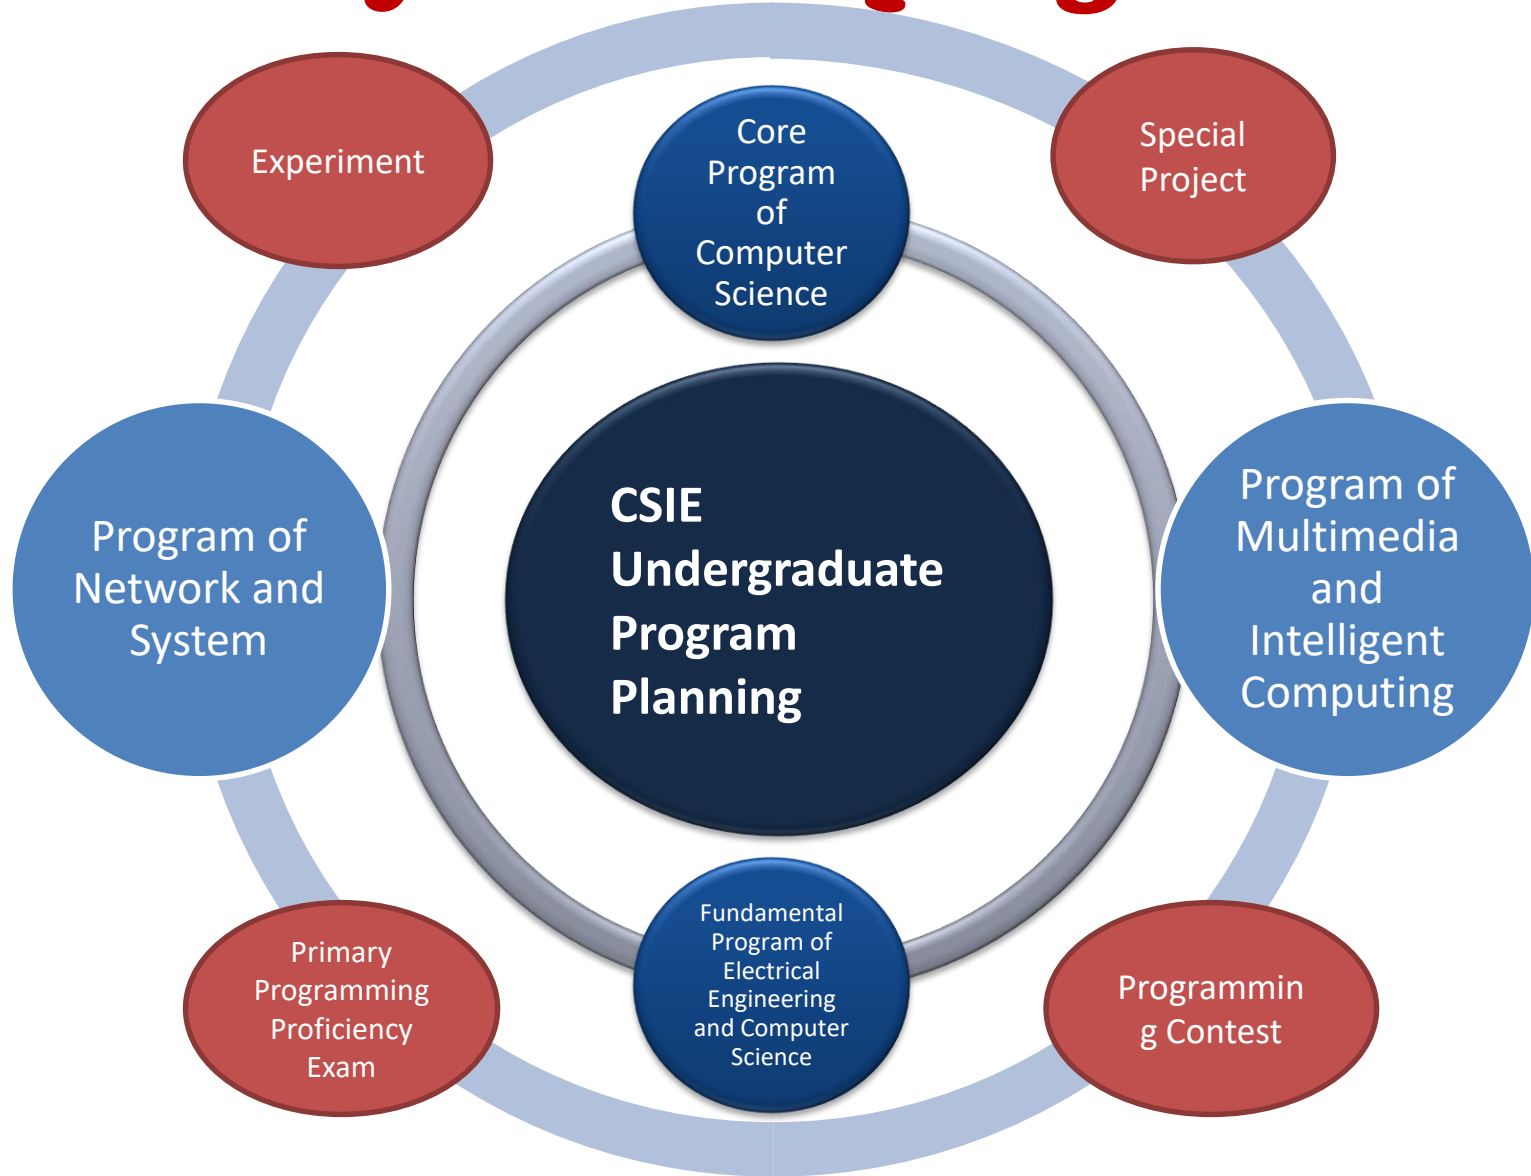 Experiment
Core
Program
of
Computer
Science
Special
Project
Program of
Network and
System
CSIE
Undergraduate
Program
Planning
Program of
Multimedia
and
Intelligent
Computing
Primary
Programming
Proficiency
Exam
Fundamental
Program of
Electrical
Engineering
and Computer
Science
Programmin
g Contest